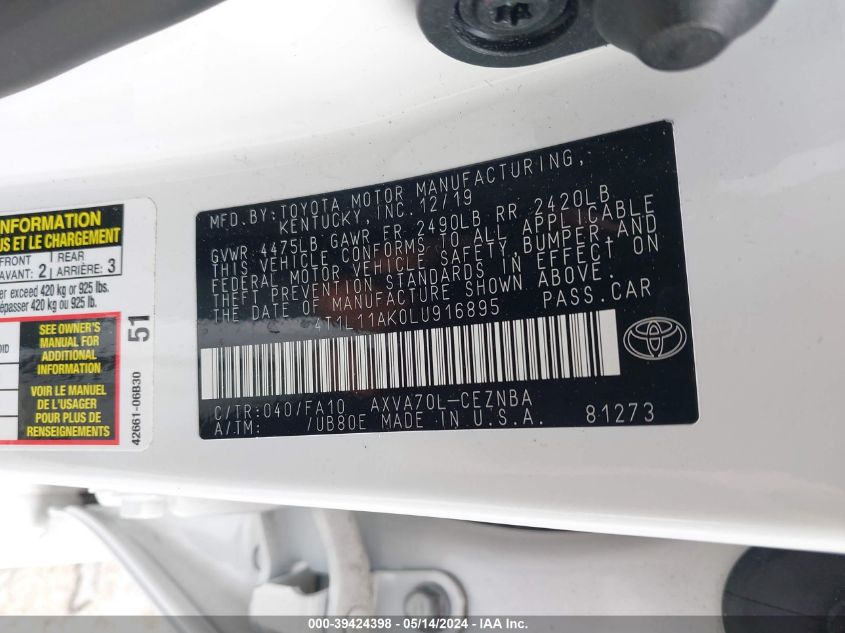 MFD. BY: TOYOTA MOTOR MANUFACTURING,
KENTUCKY, INC. 12/19
GVWR 4475LB GAWR FR 2490LB RR 2420LB
THIS VEHICLE CONFORMS TO ALL APPLICABLE
FEDERAL MOTOR VEHICLE SAFETY, BUMPER AND
THEFT PREVENTION STANDARDS IN EFFECT ON
THE DATE OF MANUFACTURE SHOWN ABOVE.
4T1L11AK0LU916895 PASS. CAR
C/TR: 040/FA10 AXVA70L-CEZNBA
A/TM: /UB80E MADE IN U.S.A. 81273
INFORMATION
US ET LE CHARGEMENT
FRONT
AVANT: 2
REAR
ARRIÈRE: 3
er exceed 420 kg or 925 lbs.
épasser 420 kg ou 925 lb.
SEE OWNER'S
MANUAL FOR
ADDITIONAL
INFORMATION
VOIR LE MANUEL
DE L'USAGER
POUR PLUS DE
RENSEIGNEMENTS
51
42661-06B30
000-39424398 - 05/14/2024 - IAA Inc.